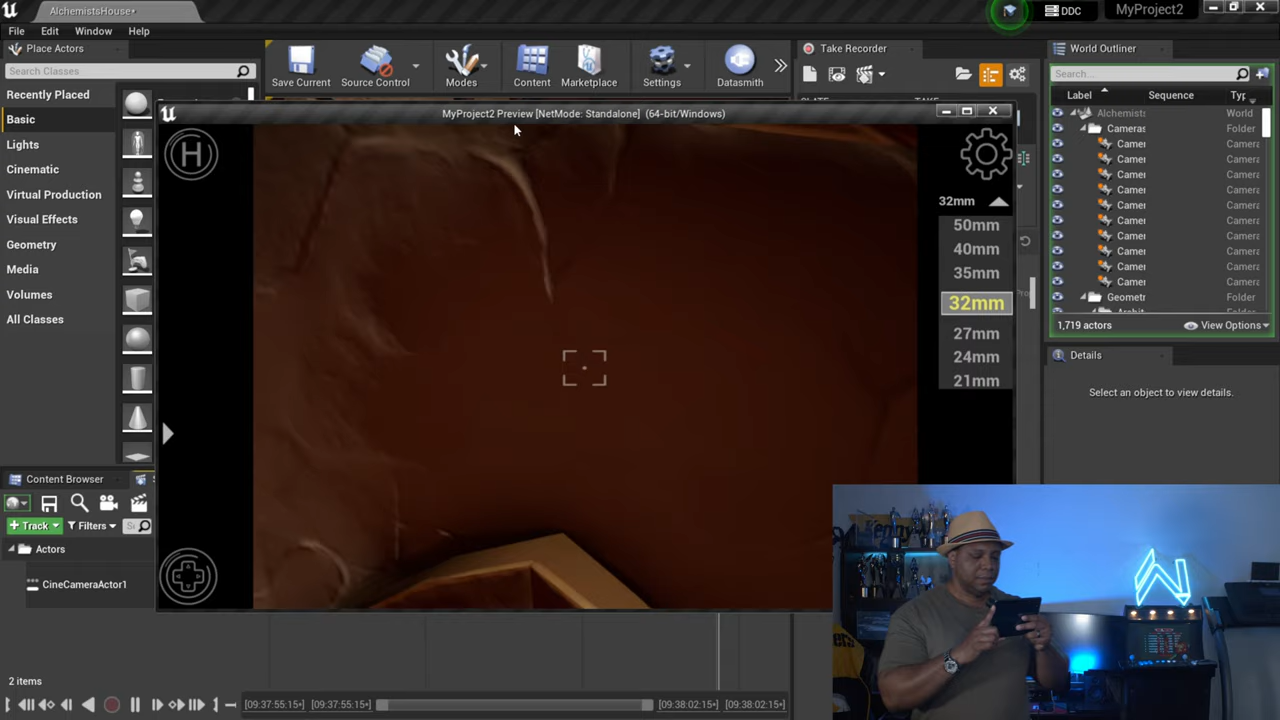 AlchemistsHouse•
DDC
MyProject2
File Edit Window Help
Place Actors
Search Classes
Recently Placed
Basic
Lights
Cinematic
Virtual Production
Visual Effects
Geometry
Media
Volumes
All Classes
Save Current
Source Control
Modes
Content
Marketplace
Settings
Datasmith
Take Recorder
SLATE
TAKE
World Outliner
Search...
Label Sequence Typ
Alchemists World
Cameras Folder
Camer Camera
Camer Camera
Camer Camera
Camer Camera
Camer Camera
Camer Camera
Camer Camera
Camer Camera
Camer Camera
Camer Camera
Geometr Folder
1,719 actors
View Options
Details
Select an object to view details.
MyProject2 Preview [NetMode: Standalone] (64-bit/Windows)
H
32mm
50mm
40mm
35mm
32mm
27mm
24mm
21mm
Content Browser
Track
Filters
Actors
CineCameraActor1
2 items
[09:37:55:15•]
[09:37:55:15•]
[09:38:02:15•]
[09:38:02:15•]